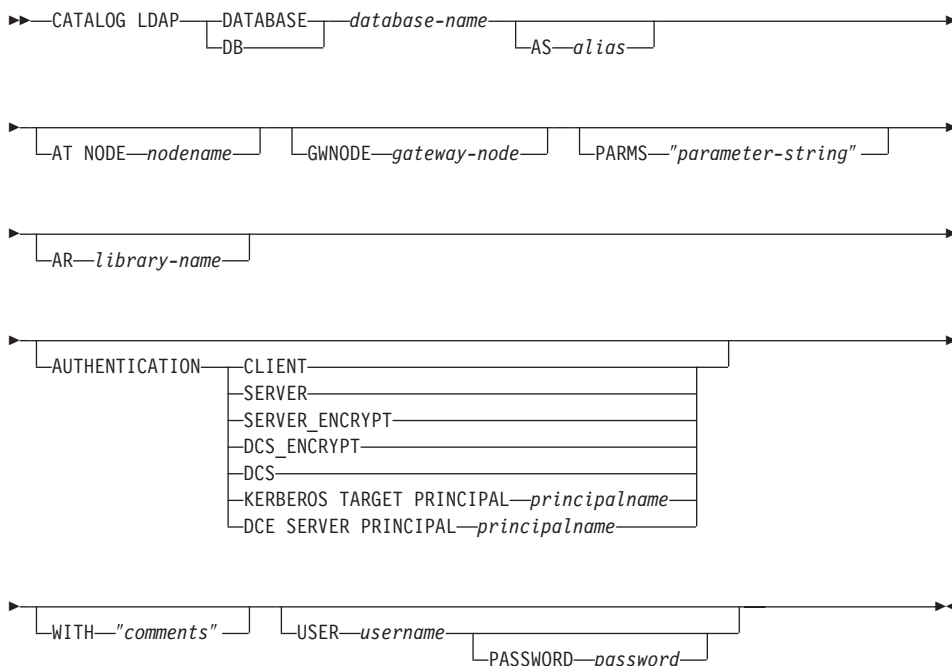 CATALOG LDAP DATABASE database-name
DB AS alias
AT NODE nodename GWNODE gateway-node PARMS "parameter-string"
AR library-name
AUTHENTICATION CLIENT
SERVER
SERVER_ENCRYPT
DCS_ENCRYPT
DCS
KERBEROS TARGET PRINCIPAL principalname
DCE SERVER PRINCIPAL principalname
WITH "comments" USER username
PASSWORD password